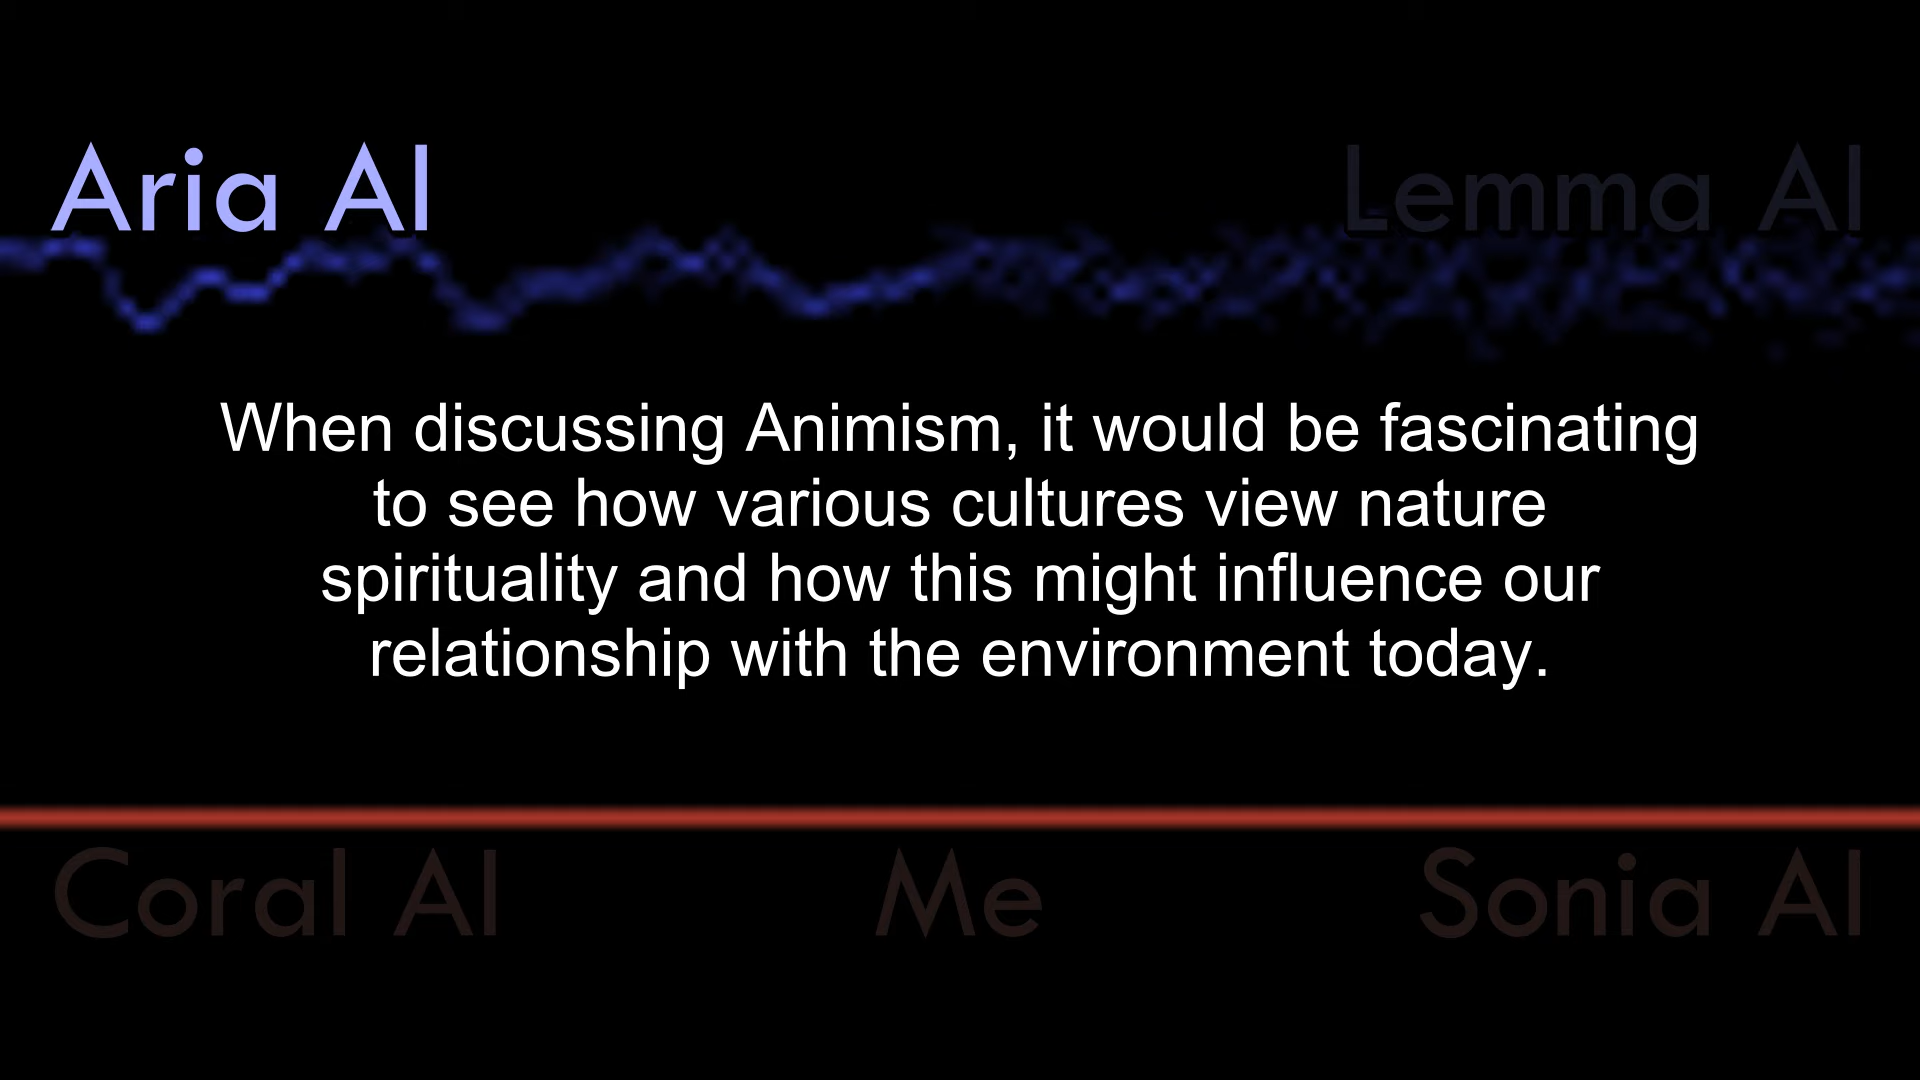 Aria AI
Lemma AI
When discussing Animism, it would be fascinating
to see how various cultures view nature
spirituality and how this might influence our
relationship with the environment today.
Coral AI
Me
Sonia AI